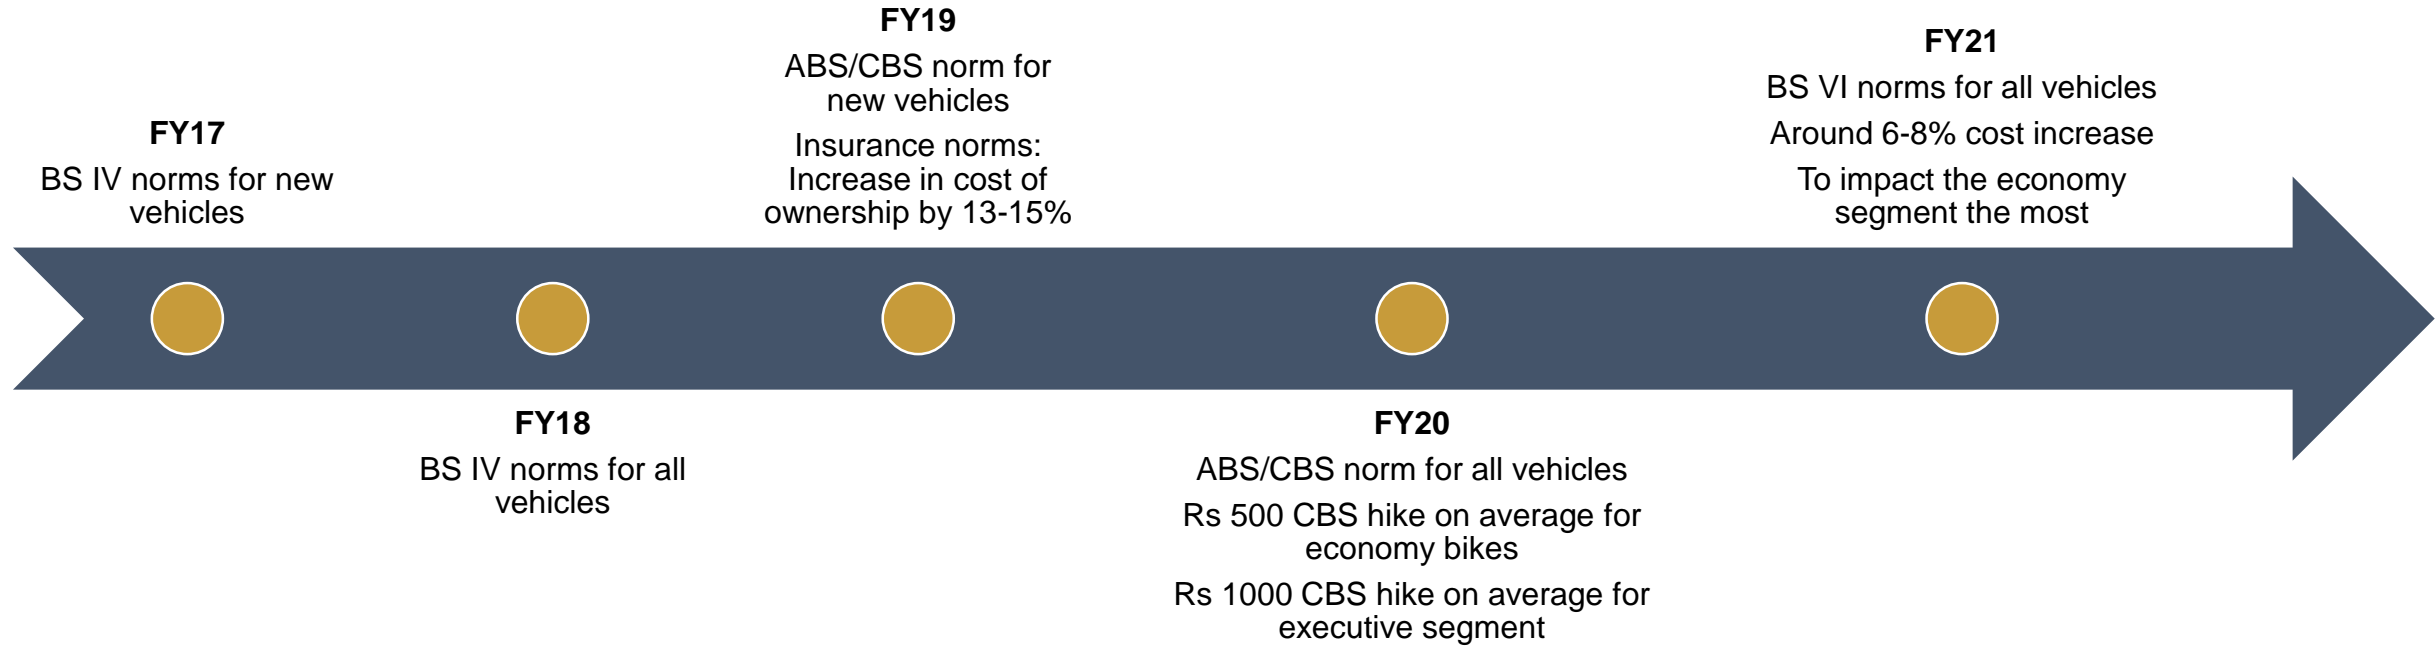 FY17
BS IV norms for new
vehicles
FY18
BS IV norms for all
vehicles
FY19
ABS/CBS norm for
new vehicles
Insurance norms:
Increase in cost of
ownership by 13-15%
FY20
ABS/CBS norm for all vehicles
Rs 500 CBS hike on average for
economy bikes
Rs 1000 CBS hike on average for
executive segment
FY21
BS VI norms for all vehicles
Around 6-8% cost increase
To impact the economy
segment the most